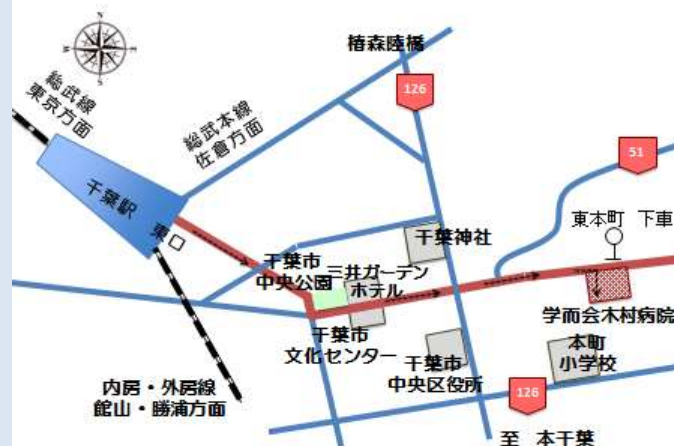 N
E
S
W
椿森陸橋
126
総武線
東京方面
総武本線
佐倉方面
51
千葉駅
東口
東本町 下車
千葉神社
千葉市
中央公園
三井ガーデン
ホテル
学而会木村病院
千葉市
文化センター
千葉市
中央区役所
本町
小学校
内房・外房線
館山・勝浦方面
126
至 本千葉